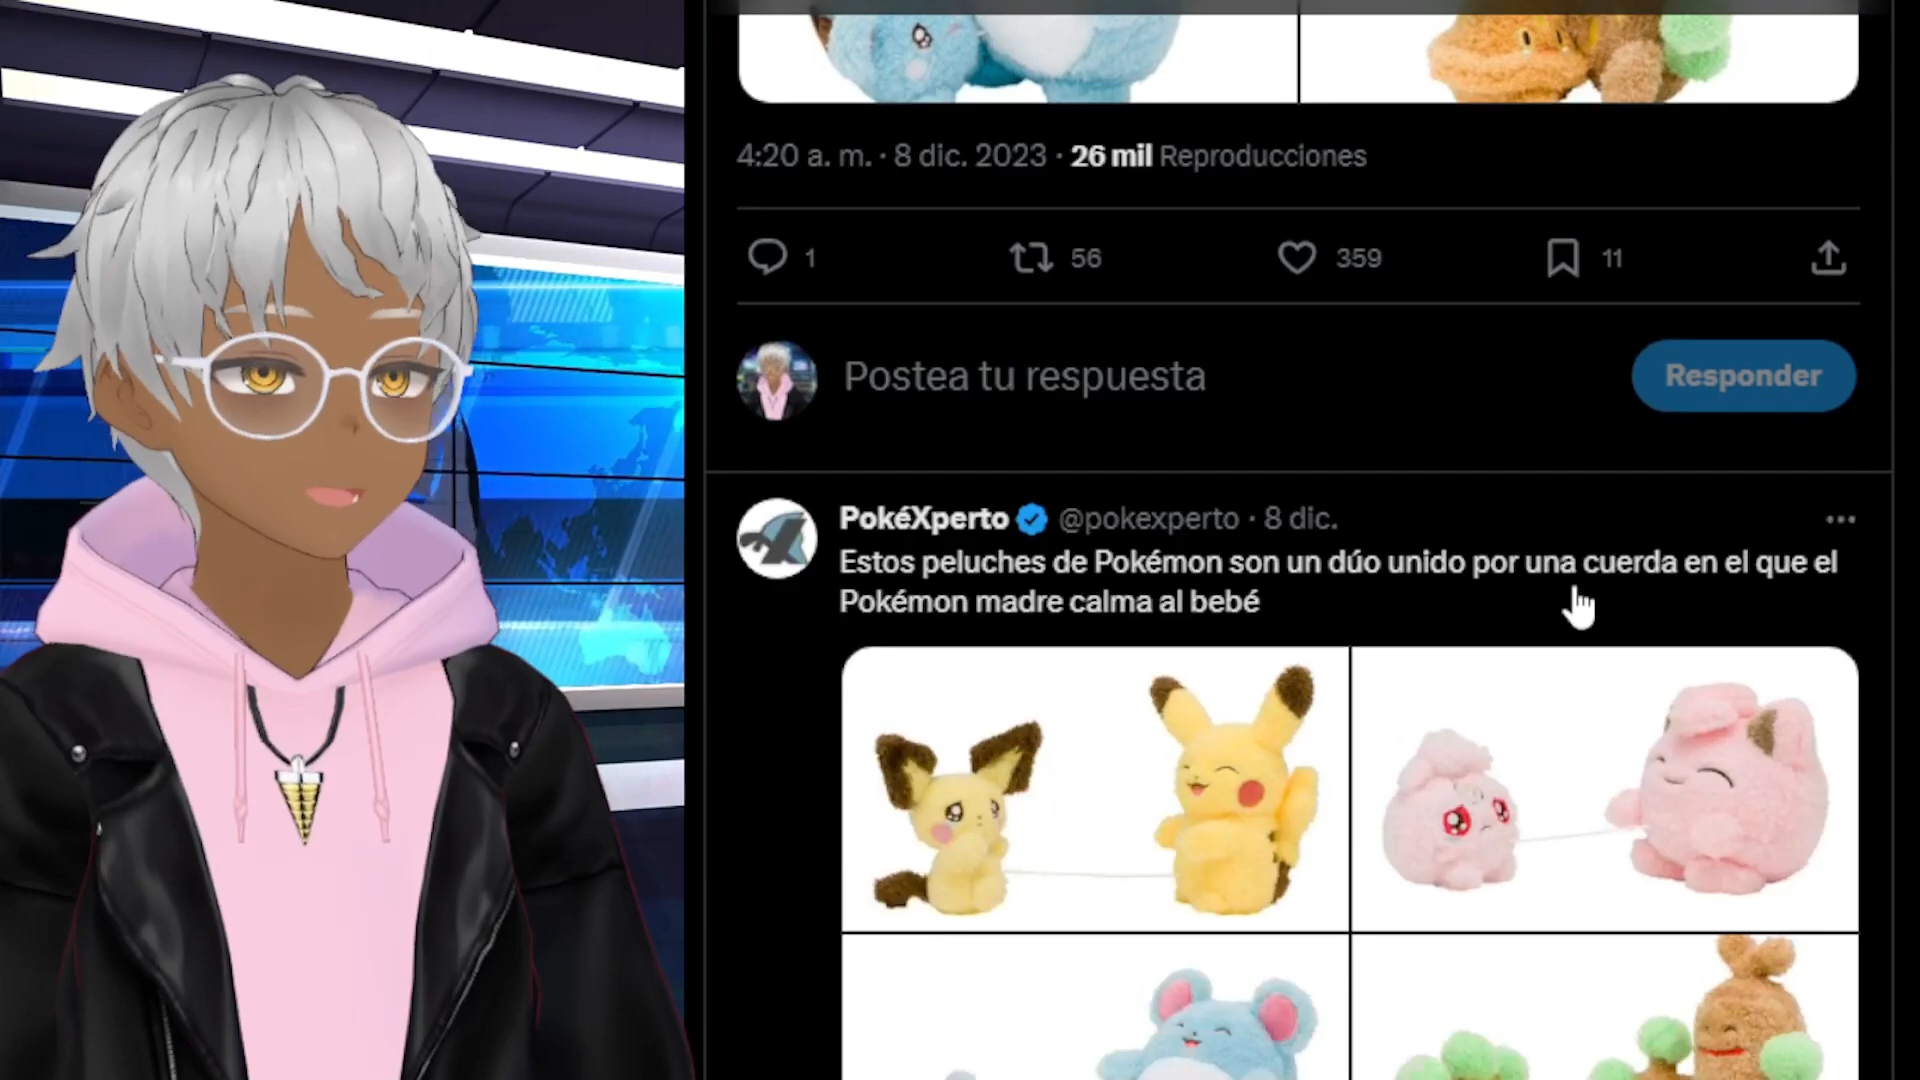 4:20 a. m. · 8 dic. 2023 · 26 mil Reproducciones
1 56 359 11
Postea tu respuesta
Responder
PokéXperto @pokexperto · 8 dic.
Estos peluches de Pokémon son un dúo unido por una cuerda en el que el
Pokémon madre calma al bebé